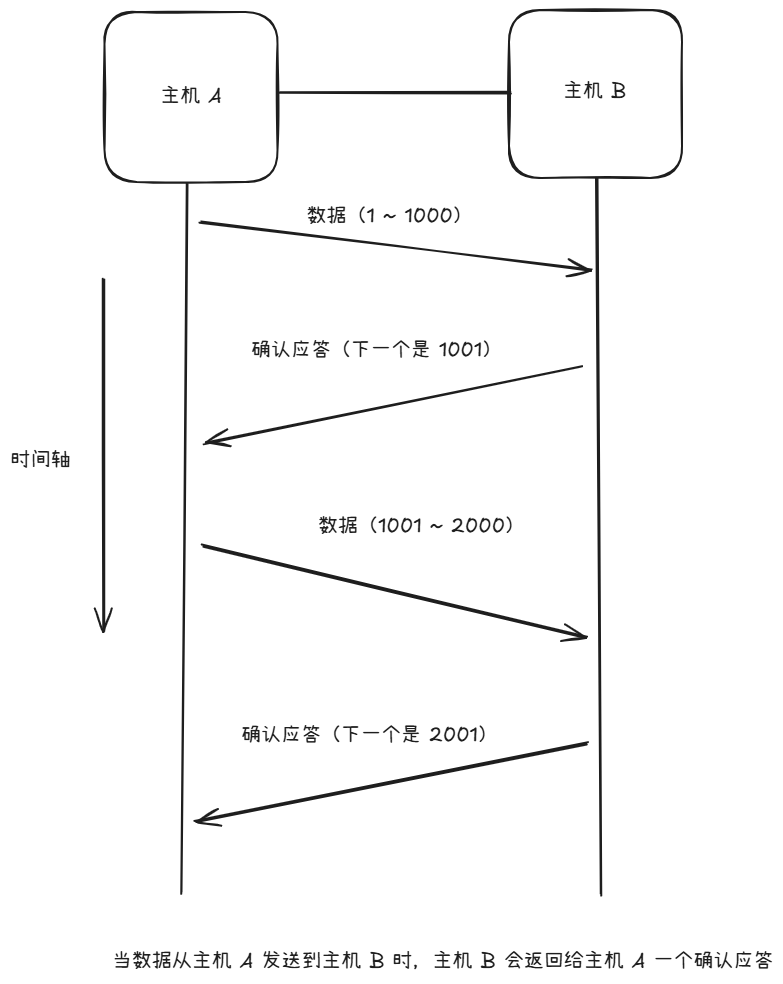 主机 A
主机 B
数据（1 ~ 1000）
确认应答（下一个是 1001）
时间轴
数据（1001 ~ 2000）
确认应答（下一个是 2001）
当数据从主机 A 发送到主机 B 时，主机 B 会返回给主机 A 一个确认应答